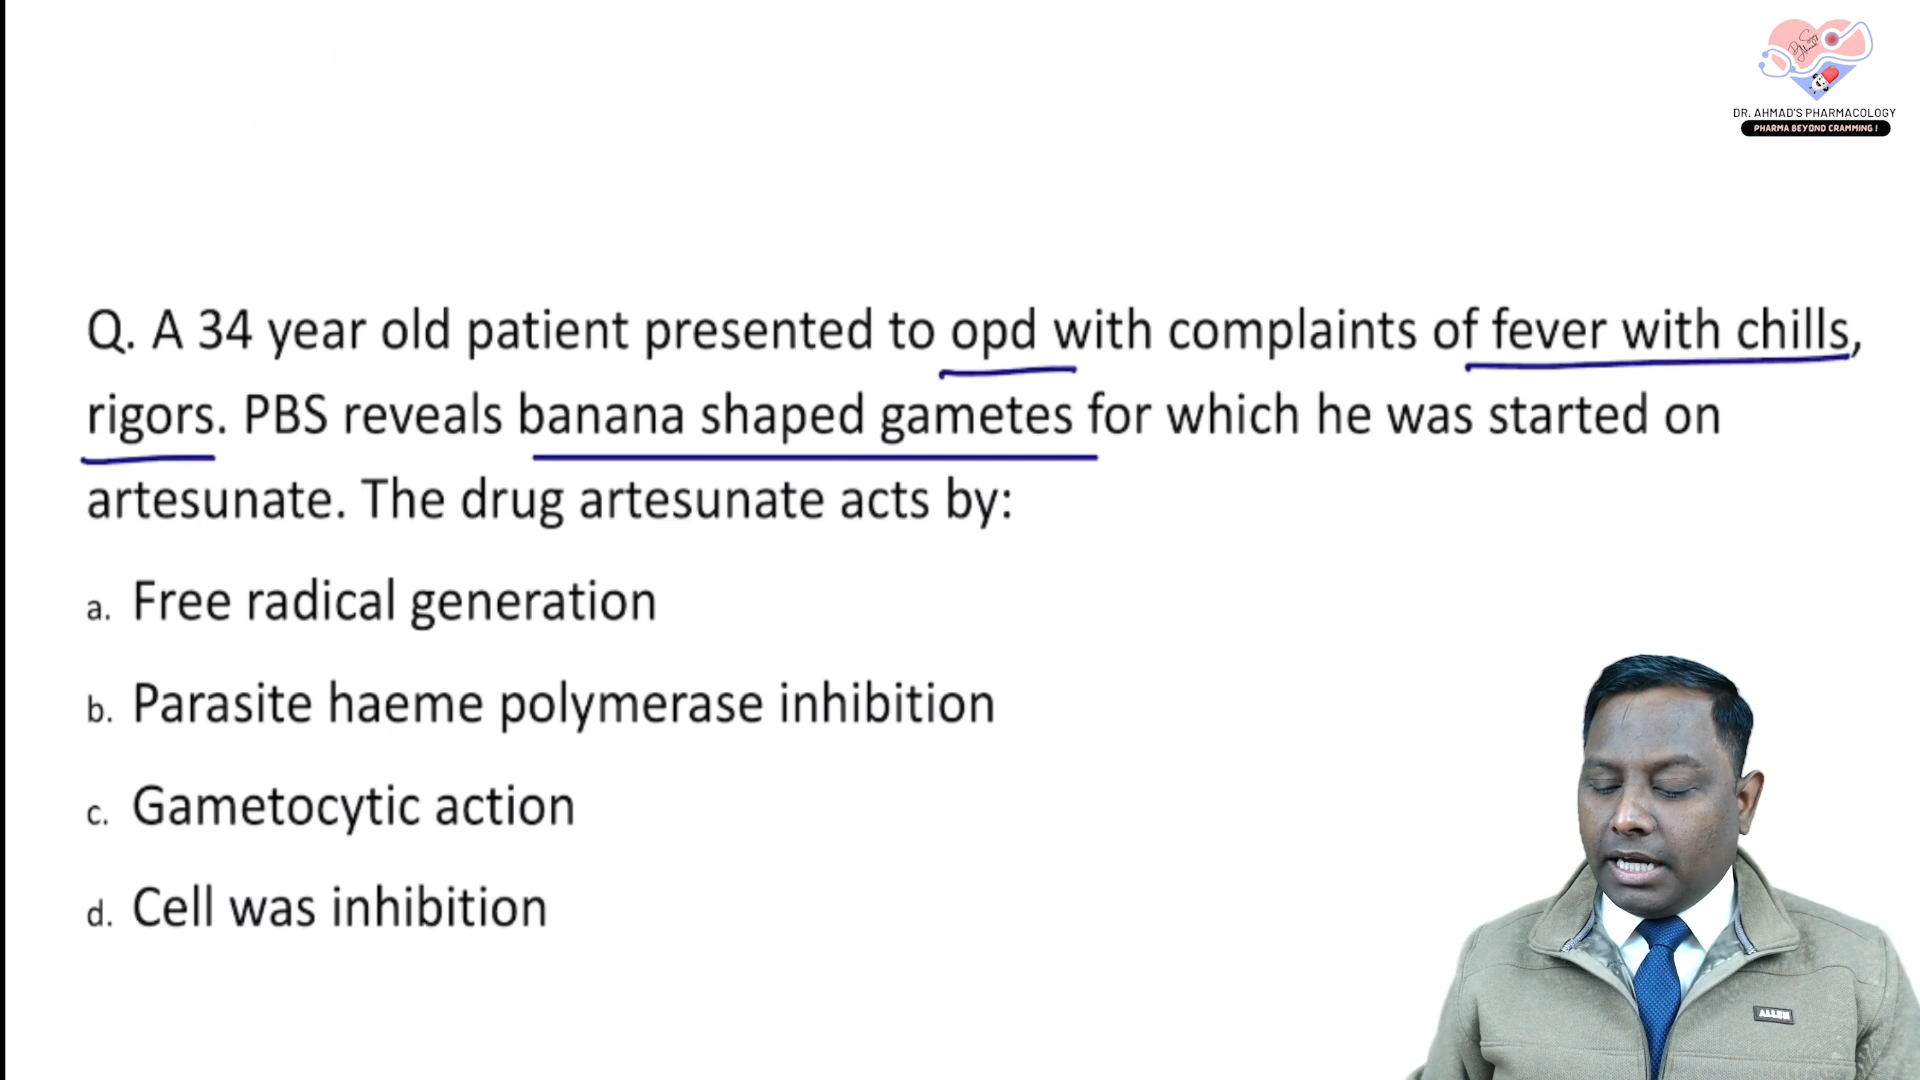 DR. AHMAD'S PHARMACOLOGY
PHARMA BEYOND CRAMMING !
Q. A 34 year old patient presented to opd with complaints of fever with chills,
rigors. PBS reveals banana shaped gametes for which he was started on
artesunate. The drug artesunate acts by:
a. Free radical generation
b. Parasite haeme polymerase inhibition
c. Gametocytic action
d. Cell was inhibition
ALLEN